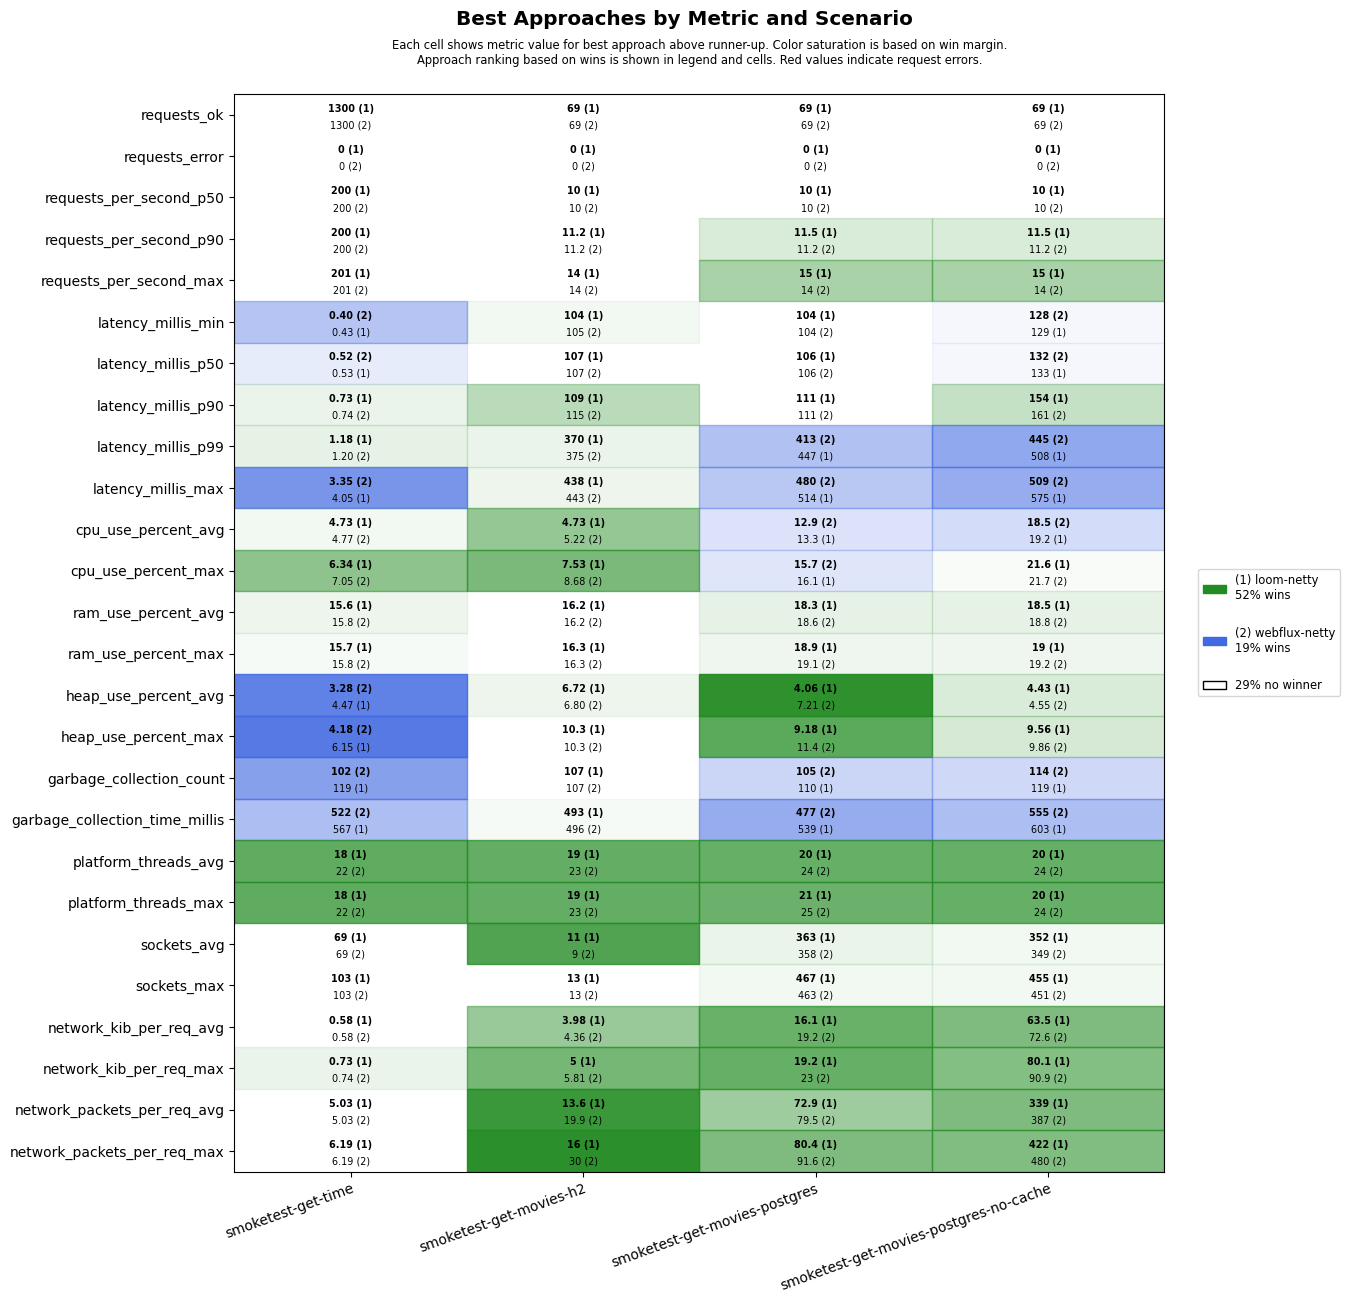 Best Approaches by Metric and Scenario
Each cell shows metric value for best approach above runner-up. Color saturation is based on win margin.
Approach ranking based on wins is shown in legend and cells. Red values indicate request errors.
requests_ok
1300 (1) 69 (1) 69 (1) 69 (1)
1300 (2) 69 (2) 69 (2) 69 (2)
requests_error
0 (1) 0 (1) 0 (1) 0 (1)
0 (2) 0 (2) 0 (2) 0 (2)
requests_per_second_p50
200 (1) 10 (1) 10 (1) 10 (1)
200 (2) 10 (2) 10 (2) 10 (2)
requests_per_second_p90
200 (1) 11.2 (1) 11.5 (1) 11.5 (1)
200 (2) 11.2 (2) 11.2 (2) 11.2 (2)
requests_per_second_max
201 (1) 14 (1) 15 (1) 15 (1)
201 (2) 14 (2) 14 (2) 14 (2)
latency_millis_min
0.40 (2) 104 (1) 104 (1) 128 (2)
0.43 (1) 105 (2) 104 (2) 129 (1)
latency_millis_p50
0.52 (2) 107 (1) 106 (1) 132 (2)
0.53 (1) 107 (2) 106 (2) 133 (1)
latency_millis_p90
0.73 (1) 109 (1) 111 (1) 154 (1)
0.74 (2) 115 (2) 111 (2) 161 (2)
latency_millis_p99
1.18 (1) 370 (1) 413 (2) 445 (2)
1.20 (2) 375 (2) 447 (1) 508 (1)
latency_millis_max
3.35 (2) 438 (1) 480 (2) 509 (2)
4.05 (1) 443 (2) 514 (1) 575 (1)
cpu_use_percent_avg
4.73 (1) 4.73 (1) 12.9 (2) 18.5 (2)
4.77 (2) 5.22 (2) 13.3 (1) 19.2 (1)
cpu_use_percent_max
6.34 (1) 7.53 (1) 15.7 (2) 21.6 (1)
7.05 (2) 8.68 (2) 16.1 (1) 21.7 (2)
ram_use_percent_avg
15.6 (1) 16.2 (1) 18.3 (1) 18.5 (1)
15.8 (2) 16.2 (2) 18.6 (2) 18.8 (2)
ram_use_percent_max
15.7 (1) 16.3 (1) 18.9 (1) 19 (1)
15.8 (2) 16.3 (2) 19.1 (2) 19.2 (2)
heap_use_percent_avg
3.28 (2) 6.72 (1) 4.06 (1) 4.43 (1)
4.47 (1) 6.80 (2) 7.21 (2) 4.55 (2)
heap_use_percent_max
4.18 (2) 10.3 (1) 9.18 (1) 9.56 (1)
6.15 (1) 10.3 (2) 11.4 (2) 9.86 (2)
garbage_collection_count
102 (2) 107 (1) 105 (2) 114 (2)
119 (1) 107 (2) 110 (1) 119 (1)
garbage_collection_time_millis
522 (2) 493 (1) 477 (2) 555 (2)
567 (1) 496 (2) 539 (1) 603 (1)
platform_threads_avg
18 (1) 19 (1) 20 (1) 20 (1)
22 (2) 23 (2) 24 (2) 24 (2)
platform_threads_max
18 (1) 19 (1) 21 (1) 20 (1)
22 (2) 23 (2) 25 (2) 24 (2)
sockets_avg
69 (1) 11 (1) 363 (1) 352 (1)
69 (2) 9 (2) 358 (2) 349 (2)
sockets_max
103 (1) 13 (1) 467 (1) 455 (1)
103 (2) 13 (2) 463 (2) 451 (2)
network_kib_per_req_avg
0.58 (1) 3.98 (1) 16.1 (1) 63.5 (1)
0.58 (2) 4.36 (2) 19.2 (2) 72.6 (2)
network_kib_per_req_max
0.73 (1) 5 (1) 19.2 (1) 80.1 (1)
0.74 (2) 5.81 (2) 23 (2) 90.9 (2)
network_packets_per_req_avg
5.03 (1) 13.6 (1) 72.9 (1) 339 (1)
5.03 (2) 19.9 (2) 79.5 (2) 387 (2)
network_packets_per_req_max
6.19 (1) 16 (1) 80.4 (1) 422 (1)
6.19 (2) 30 (2) 91.6 (2) 480 (2)
smoketest-get-time
smoketest-get-movies-h2
smoketest-get-movies-postgres
smoketest-get-movies-postgres-no-cache
(1) loom-netty
52% wins
(2) webflux-netty
19% wins
29% no winner